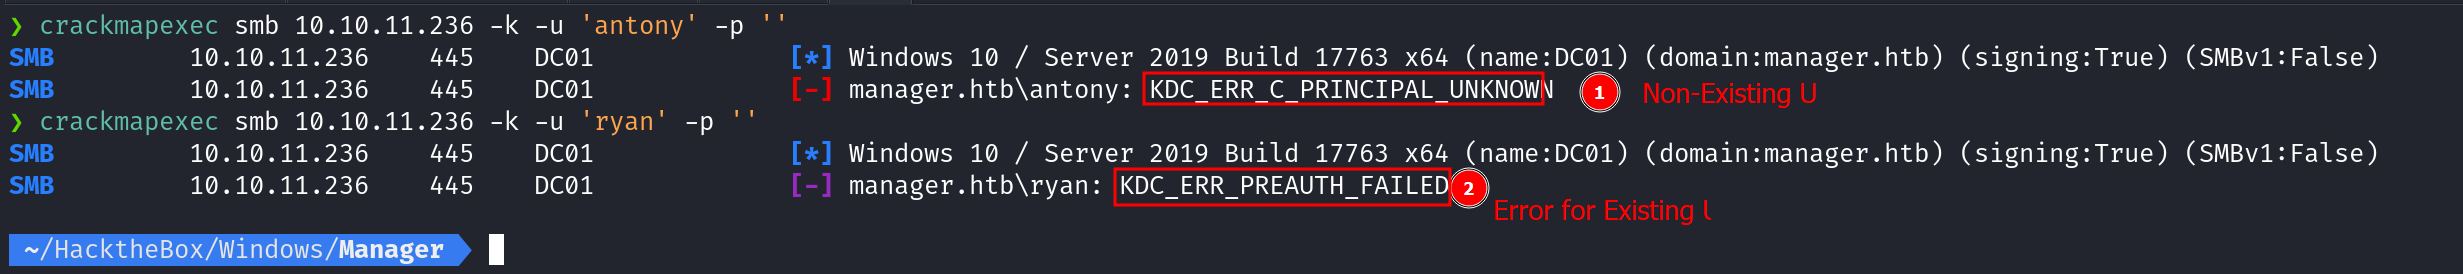 ❯ crackmapexec smb 10.10.11.236 -k -u 'antony' -p ''
SMB 10.10.11.236 445 DC01 [*] Windows 10 / Server 2019 Build 17763 x64 (name:DC01) (domain:manager.htb) (signing:True) (SMBv1:False)
SMB 10.10.11.236 445 DC01 [-] manager.htb\antony: KDC_ERR_C_PRINCIPAL_UNKNOWN 1 Non-Existing U
❯ crackmapexec smb 10.10.11.236 -k -u 'ryan' -p ''
SMB 10.10.11.236 445 DC01 [*] Windows 10 / Server 2019 Build 17763 x64 (name:DC01) (domain:manager.htb) (signing:True) (SMBv1:False)
SMB 10.10.11.236 445 DC01 [-] manager.htb\ryan: KDC_ERR_PREAUTH_FAILED 2
Error for Existing
~/HacktheBox/Windows/Manager